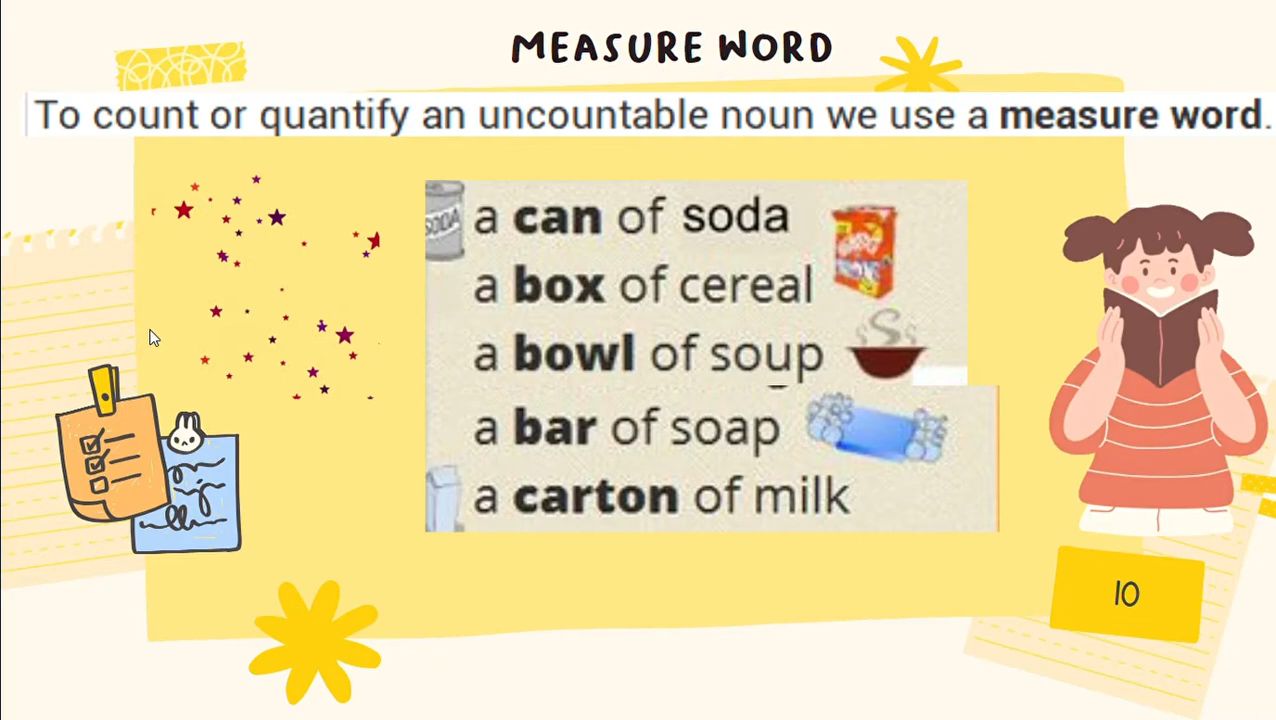 MEASURE WORD
To count or quantify an uncountable noun we use a measure word.
SODA
a can of soda
a box of cereal
a bowl of soup
a bar of soap
a carton of milk
10